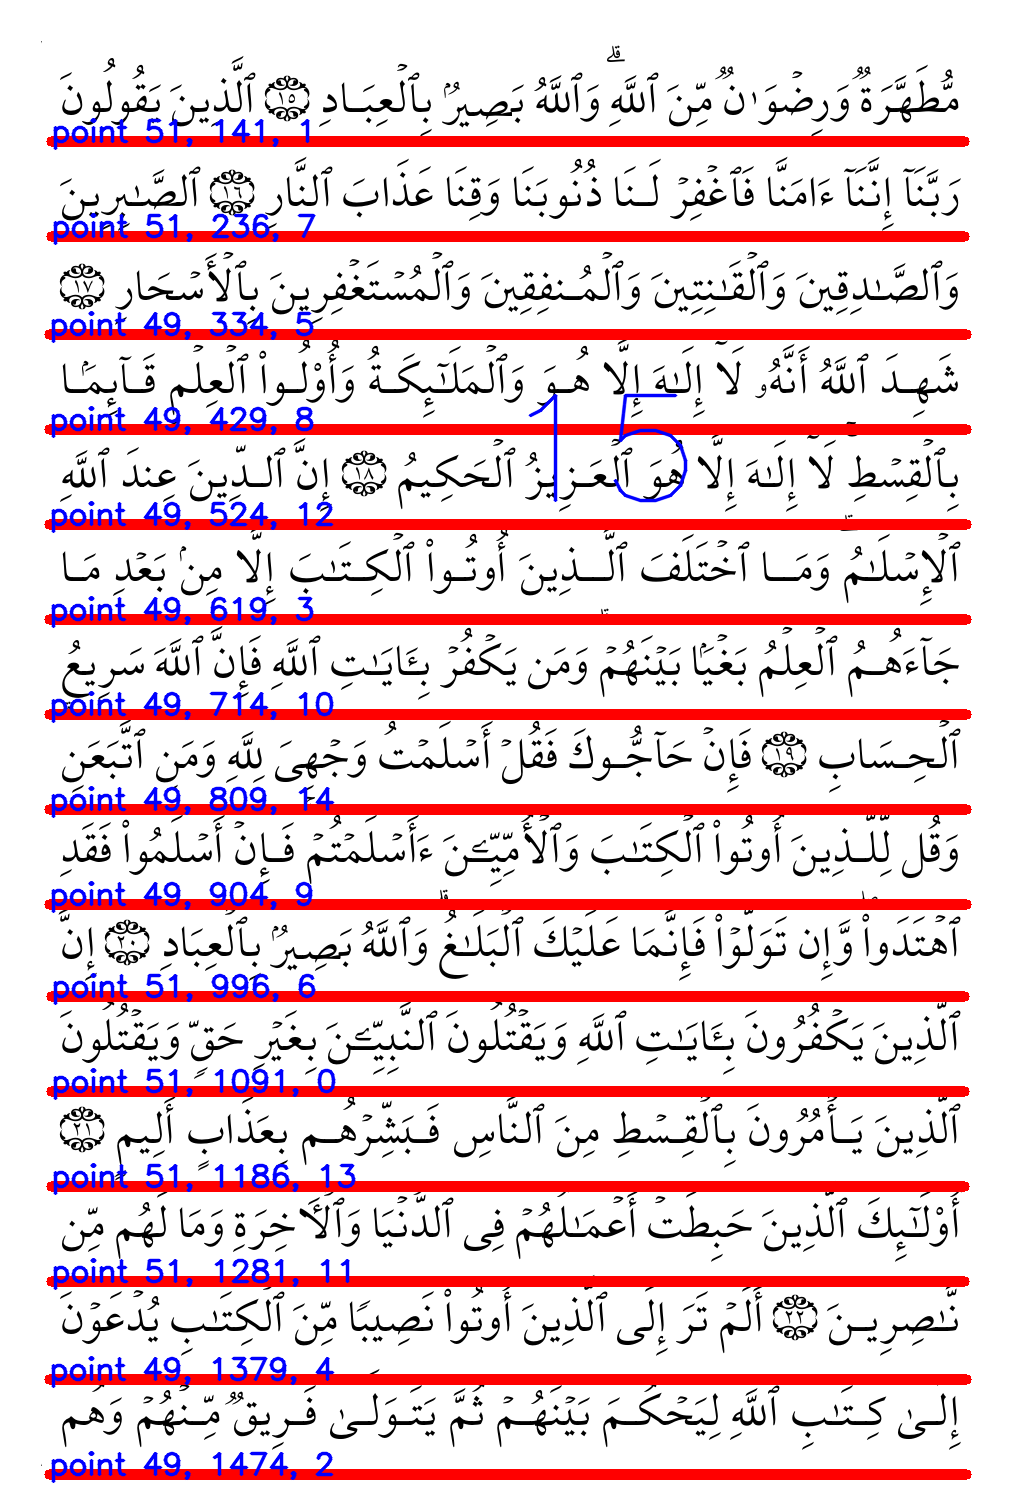 مُّطَهَّرَةٌ وَرِضۡوَٰنٌ مِّنَ ٱللَّهِۗ وَٱللَّهُ بَصِيرُۢ بِٱلۡعِبَادِ ١٥ ٱلَّذِينَ يَقُولُونَ
point 51, 141, 1
رَبَّنَآ إِنَّنَآ ءَامَنَّا فَٱغۡفِرۡ لَنَا ذُنُوبَنَا وَقِنَا عَذَابَ ٱلنَّارِ ١٦ ٱلصَّٰبِرِينَ
point 51, 236, 7
وَٱلصَّٰدِقِينَ وَٱلۡقَٰنِتِينَ وَٱلۡمُنفِقِينَ وَٱلۡمُسۡتَغۡفِرِينَ بِٱلۡأَسۡحَارِ ١٧
point 49, 334, 5
شَهِدَ ٱللَّهُ أَنَّهُۥ لَآ إِلَٰهَ إِلَّا هُوَ وَٱلۡمَلَٰٓئِكَةُ وَأُوْلُواْ ٱلۡعِلۡمِ قَآئِمَۢا
point 49, 429, 8
15
بِٱلۡقِسۡطِۚ لَآ إِلَٰهَ إِلَّا هُوَ ٱلۡعَزِيزُ ٱلۡحَكِيمُ ١٨ إِنَّ ٱلدِّينَ عِندَ ٱللَّهِ
point 49, 524, 12
ٱلۡإِسۡلَٰمُۗ وَمَا ٱخۡتَلَفَ ٱلَّذِينَ أُوتُواْ ٱلۡكِتَٰبَ إِلَّا مِنۢ بَعۡدِ مَا
point 49, 619, 3
جَآءَهُمُ ٱلۡعِلۡمُ بَغۡيَۢا بَيۡنَهُمۡۗ وَمَن يَكۡفُرۡ بِـَٔايَٰتِ ٱللَّهِ فَإِنَّ ٱللَّهَ سَرِيعُ
point 49, 714, 10
ٱلۡحِسَابِ ١٩ فَإِنۡ حَآجُّوكَ فَقُلۡ أَسۡلَمۡتُ وَجۡهِيَ لِلَّهِ وَمَنِ ٱتَّبَعَنِ
point 49, 809, 14
وَقُل لِّلَّذِينَ أُوتُواْ ٱلۡكِتَٰبَ وَٱلۡأُمِّيِّـۧنَ ءَأَسۡلَمۡتُمۡۚ فَإِنۡ أَسۡلَمُواْ فَقَدِ
point 49, 904, 9
ٱهۡتَدَواْۖ وَّإِن تَوَلَّوۡاْ فَإِنَّمَا عَلَيۡكَ ٱلۡبَلَٰغُۗ وَٱللَّهُ بَصِيرُۢ بِٱلۡعِبَادِ ٢٠ إِنَّ
point 51, 996, 6
ٱلَّذِينَ يَكۡفُرُونَ بِـَٔايَٰتِ ٱللَّهِ وَيَقۡتُلُونَ ٱلنَّبِيِّـۧنَ بِغَيۡرِ حَقّٖ وَيَقۡتُلُونَ
point 51, 1091, 0
ٱلَّذِينَ يَأۡمُرُونَ بِٱلۡقِسۡطِ مِنَ ٱلنَّاسِ فَبَشِّرۡهُم بِعَذَابٍ أَلِيمٍ ٢١
point 51, 1186, 13
أُوْلَٰٓئِكَ ٱلَّذِينَ حَبِطَتۡ أَعۡمَٰلُهُمۡ فِي ٱلدُّنۡيَا وَٱلۡأٓخِرَةِ وَمَا لَهُم مِّن
point 51, 1281, 11
نَّٰصِرِينَ ٢٢ أَلَمۡ تَرَ إِلَى ٱلَّذِينَ أُوتُواْ نَصِيبٗا مِّنَ ٱلۡكِتَٰبِ يُدۡعَوۡنَ
point 49, 1379, 4
إِلَىٰ كِتَٰبِ ٱللَّهِ لِيَحۡكُمَ بَيۡنَهُمۡ ثُمَّ يَتَوَلَّىٰ فَرِيقٞ مِّنۡهُمۡ وَهُم
point 49, 1474, 2